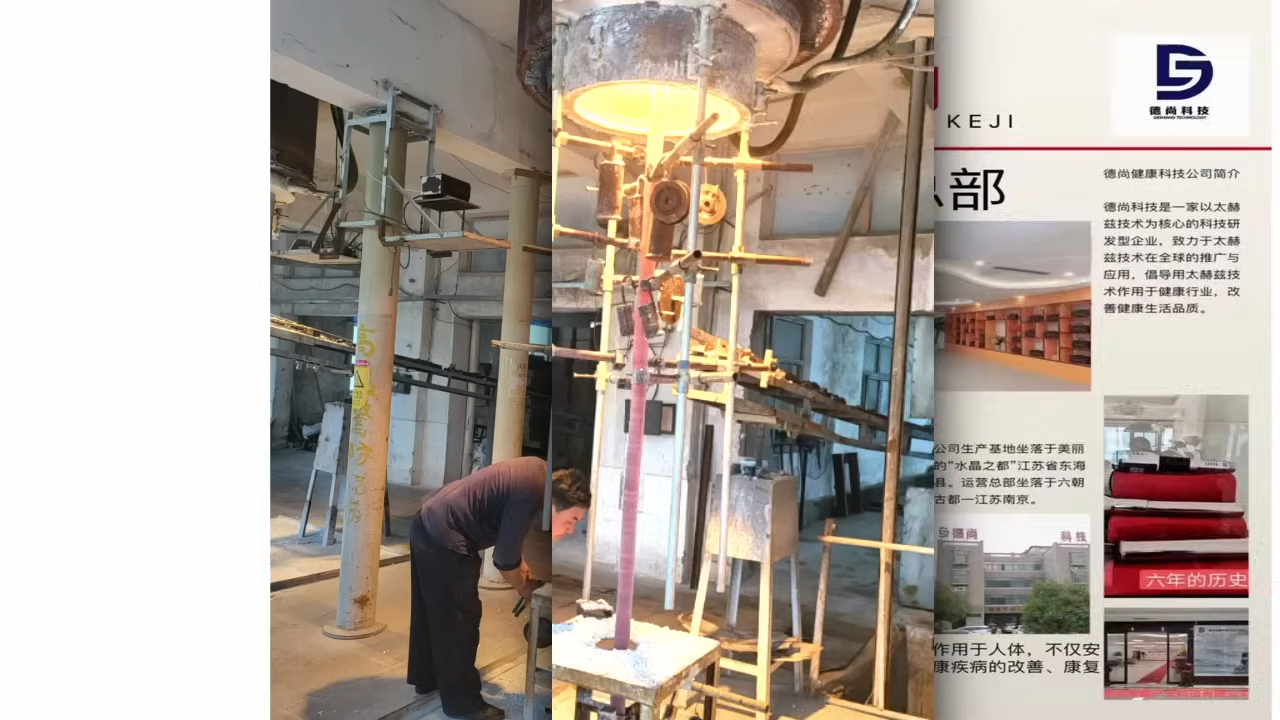 KEJI
德尚科技
DESHANG TECHNOLOGY
总部
德尚健康科技公司简介
德尚科技是一家以太赫
兹技术为核心的科技研
发型企业，致力于太赫
兹技术在全球的推广与
应用，倡导用太赫兹技
术作用于健康行业，改
善健康生活品质。
公司生产基地坐落于美丽
的“水晶之都”江苏省东海
县。运营总部坐落于六朝
古都一江苏南京。
德尚
科技
六年的历史
作用于人体，不仅安
康疾病的改善、康复
高